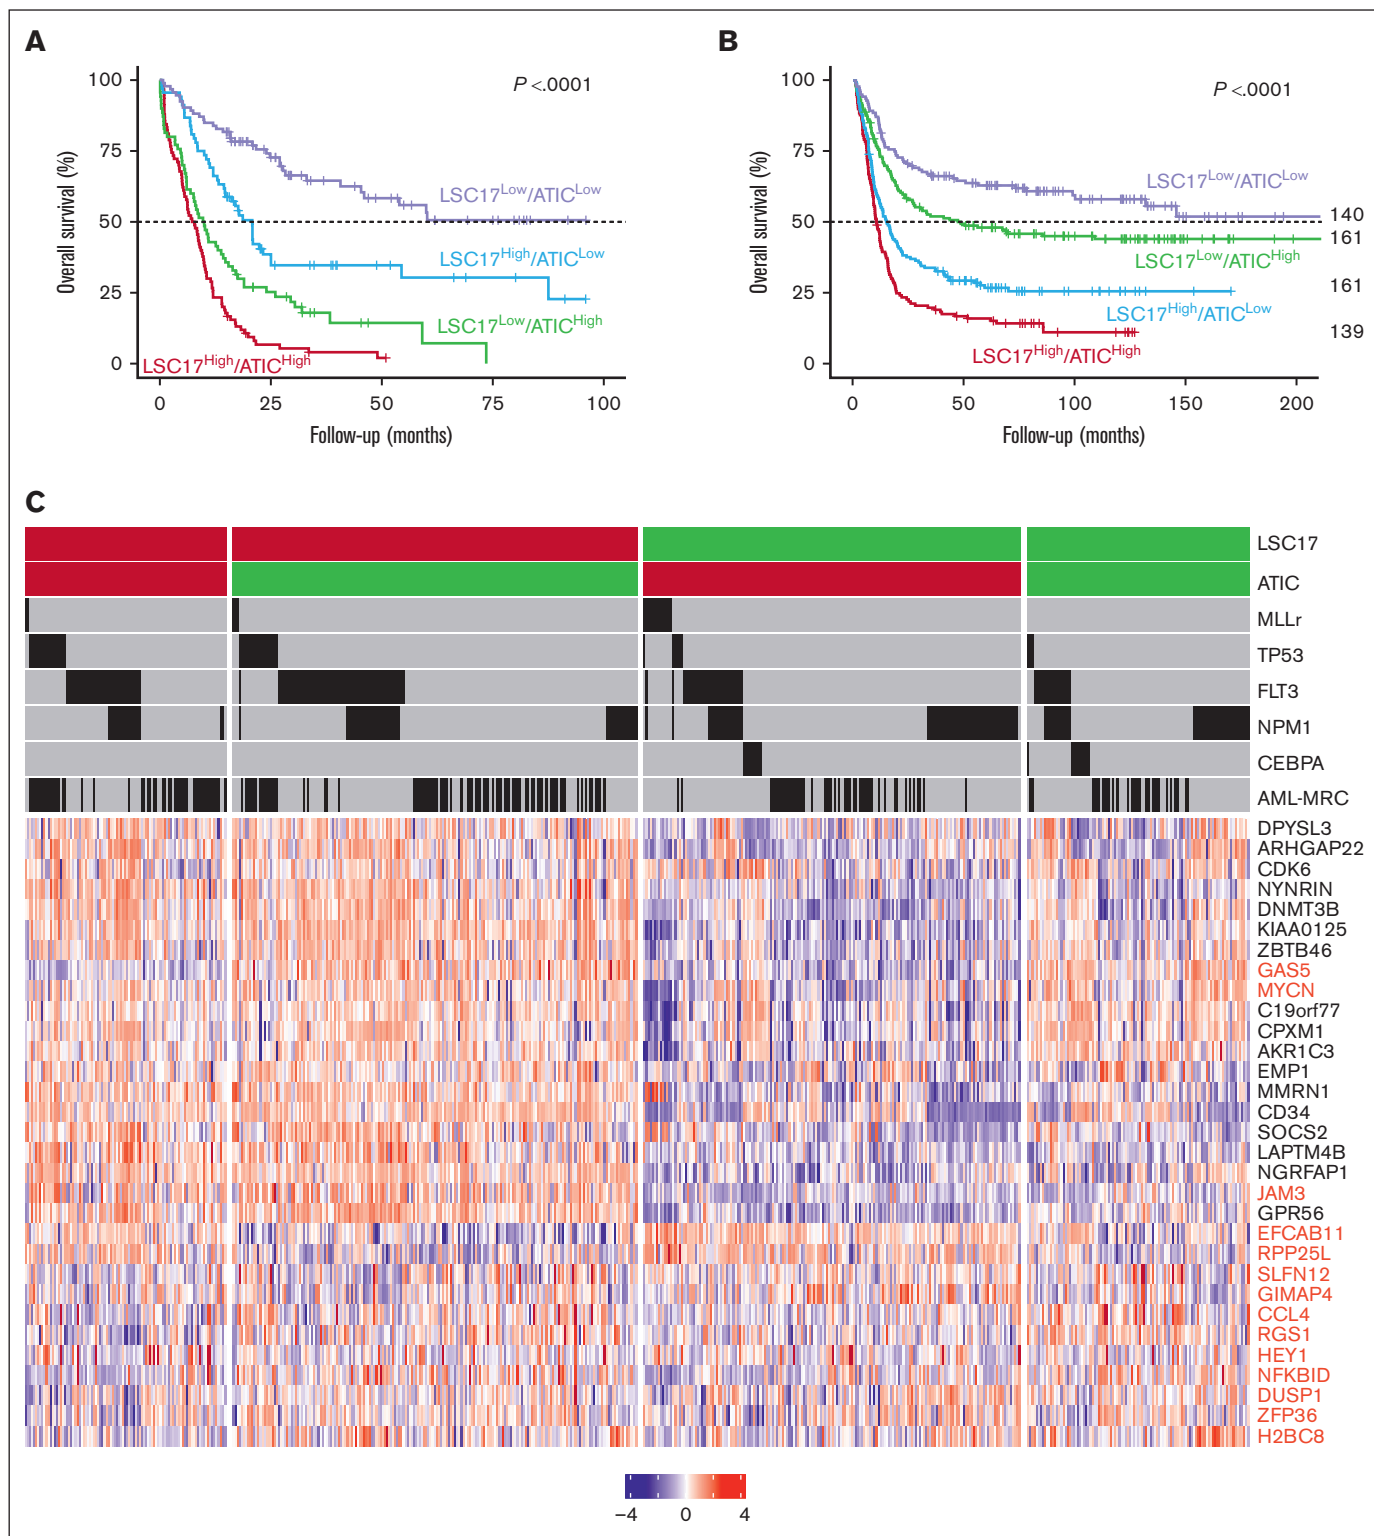 A
B
100
75
50
25
0
Overall survival (%)
P <.0001
LSC17Low/ATICLow
LSC17High/ATICLow
LSC17Low/ATICHigh
LSC17High/ATICHigh
0 25 50 75 100
Follow-up (months)
100
75
50
25
0
Overall survival (%)
P <.0001
LSC17Low/ATICLow
LSC17Low/ATICHigh
LSC17High/ATICLow
LSC17High/ATICHigh
140
161
161
139
0 50 100 150 200
Follow-up (months)
C
LSC17
ATIC
MLLr
TP53
FLT3
NPM1
CEBPA
AML-MRC
DPYSL3
ARHGAP22
CDK6
NYNRIN
DNMT3B
KIAA0125
ZBTB46
GAS5
MYCN
C19orf77
CPXM1
AKR1C3
EMP1
MMRN1
CD34
SOCS2
LAPTM4B
NGRFAP1
JAM3
GPR56
EFCAB11
RPP25L
SLFN12
GIMAP4
CCL4
RGS1
HEY1
NFKBID
DUSP1
ZFP36
H2BC8
−4 0 4